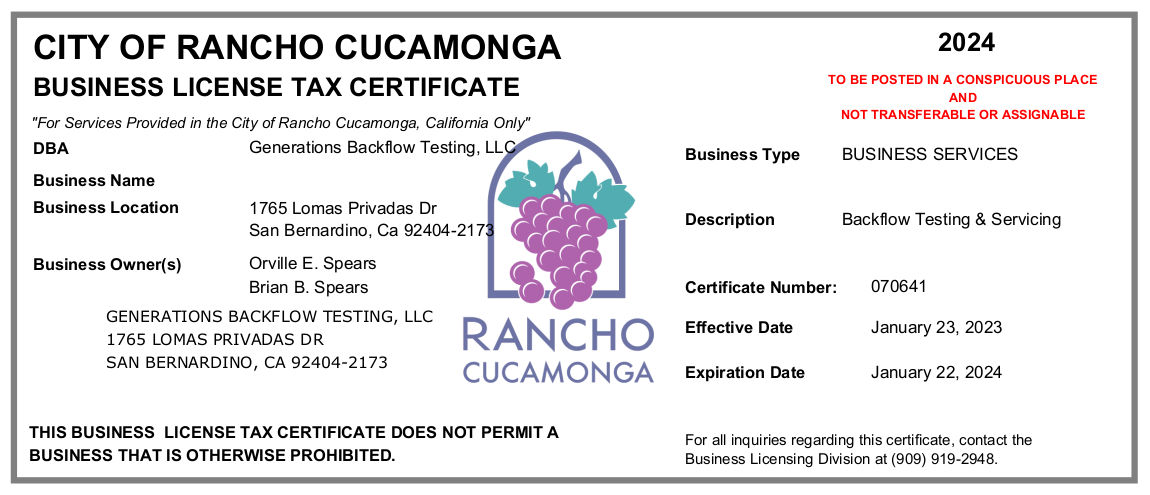 CITY OF RANCHO CUCAMONGA
BUSINESS LICENSE TAX CERTIFICATE
"For Services Provided in the City of Rancho Cucamonga, California Only"
DBA Generations Backflow Testing, LLC
Business Name
Business Location 1765 Lomas Privadas Dr
San Bernardino, Ca 92404-2173
Business Owner(s) Orville E. Spears
Brian B. Spears
GENERATIONS BACKFLOW TESTING, LLC
1765 LOMAS PRIVADAS DR
SAN BERNARDINO, CA 92404-2173
THIS BUSINESS  LICENSE TAX CERTIFICATE DOES NOT PERMIT A
BUSINESS THAT IS OTHERWISE PROHIBITED.
RANCHO
CUCAMONGA
2024
TO BE POSTED IN A CONSPICUOUS PLACE
AND
NOT TRANSFERABLE OR ASSIGNABLE
Business Type BUSINESS SERVICES
Description Backflow Testing & Servicing
Certificate Number: 070641
Effective Date January 23, 2023
Expiration Date January 22, 2024
For all inquiries regarding this certificate, contact the
Business Licensing Division at (909) 919-2948.